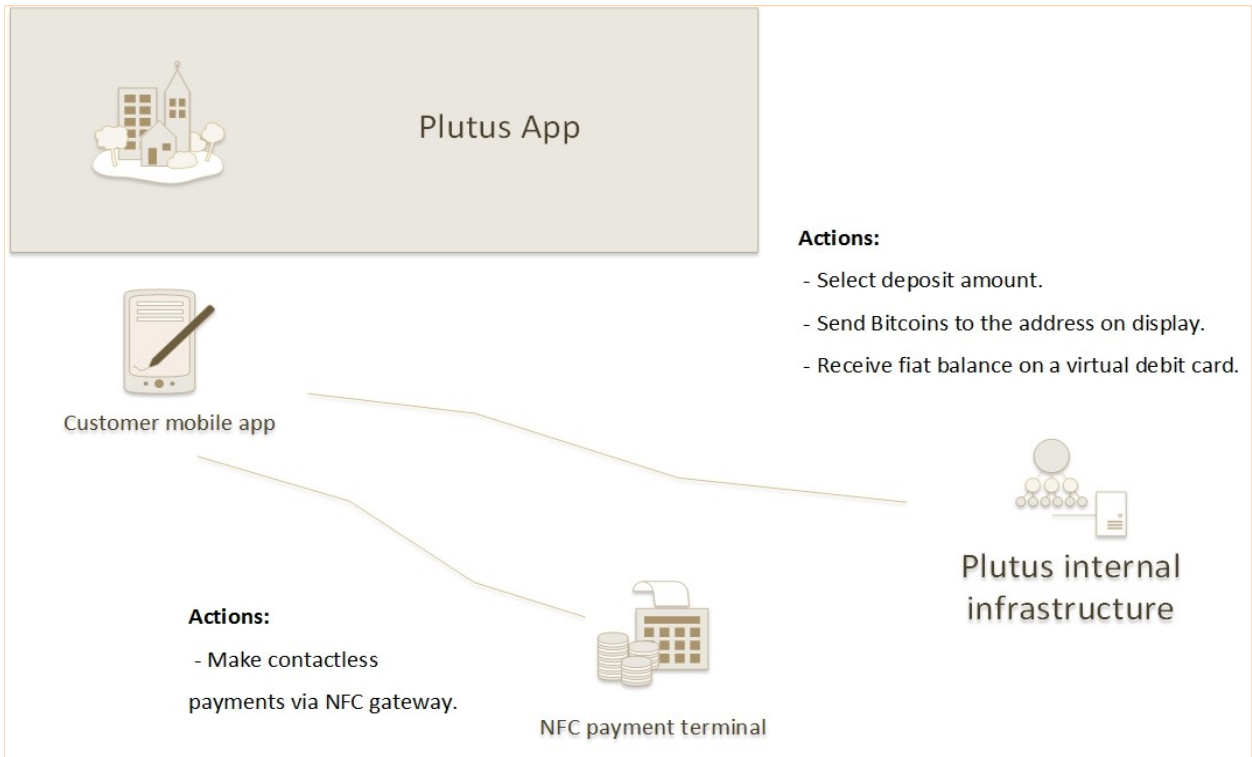 Plutus App
Actions:
- Select deposit amount.
- Send Bitcoins to the address on display.
- Receive fiat balance on a virtual debit card.
Customer mobile app
Plutus internal
infrastructure
Actions:
- Make contactless
payments via NFC gateway.
NFC payment terminal